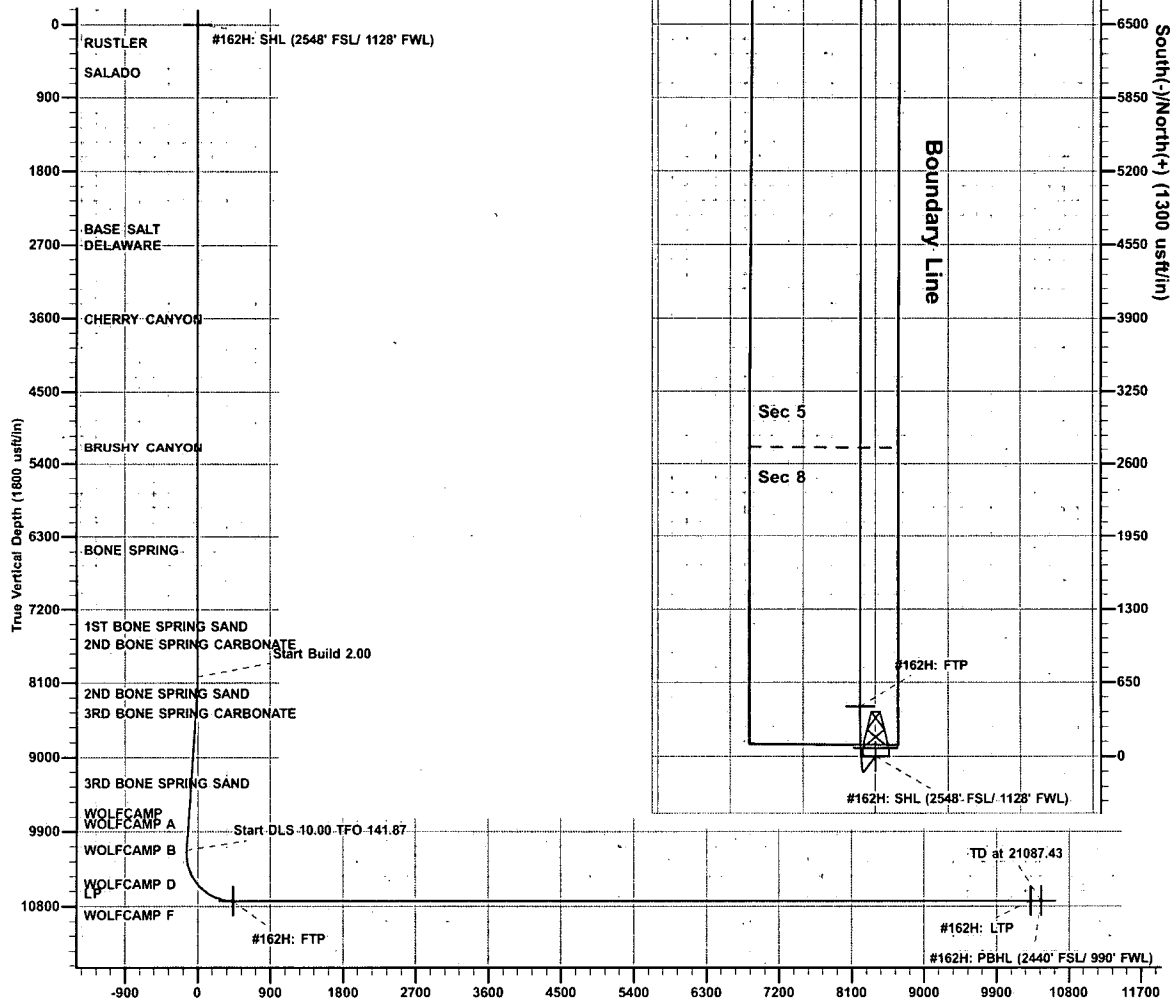 0
RUSTLER
#162H: SHL (2548' FSL/ 1128' FWL)
SALADO
900
1800
BASE SALT
2700
DELAWARE
3600
CHERRY CANYON
4500
BRUSHY CANYON
5400
6300
BONE SPRING
7200
1ST BONE SPRING SAND
2ND BONE SPRING CARBONATE
Start Build 2.00
8100
2ND BONE SPRING SAND
3RD BONE SPRING CARBONATE
9000
3RD BONE SPRING SAND
WOLFCAMP
WOLFCAMP A
9900
Start DLS 10.00 TFO 141.87
WOLFCAMP B
WOLFCAMP D
LP
10800
WOLFCAMP F
#162H: FTP
TD at 21087.43
#162H: LTP
#162H: PBHL (2440' FSL/ 990' FWL)
True Vertical Depth (1800 usft/in)
-900
0
900
1800
2700
3600
4500
5400
6300
7200
8100
9000
9900
10800
11700
6500
5850
5200
4550
3900
3250
2600
1950
1300
650
0
South(-)/North(+) (1300 usft/in)
Boundary Line
Sec 5
Sec 8
#162H: FTP
#162H: SHL (2548' FSL/ 1128' FWL)